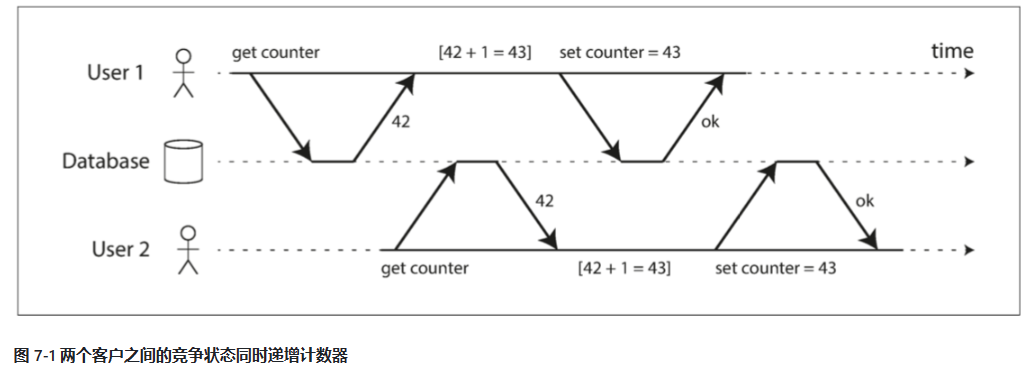 get counter [42 + 1 = 43] set counter = 43 time
User 1
42 ok
Database
42 ok
User 2
get counter [42 + 1 = 43] set counter = 43
图 7-1 两个客户之间的竞争状态同时递增计数器